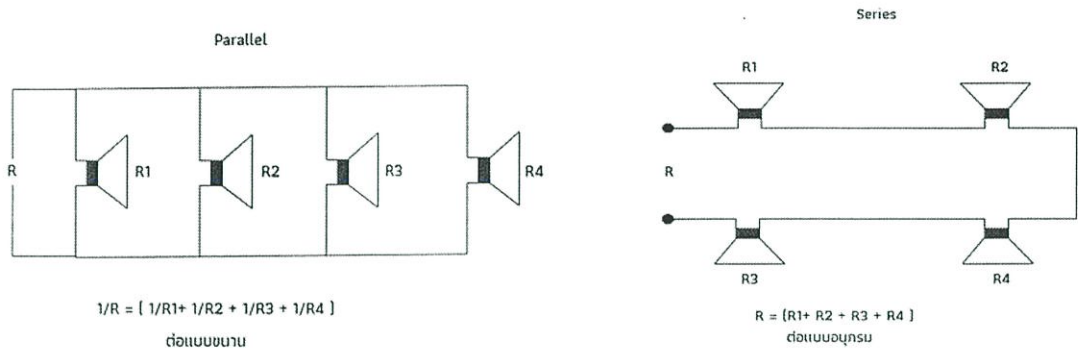 Parallel
R
R1
R2
R3
R4
1/R = ( 1/R1+ 1/R2 + 1/R3 + 1/R4 )
ต่อแบบขนาน
Series
R1
R2
R
R3
R4
R = (R1+ R2 + R3 + R4 )
ต่อแบบอนุกรม